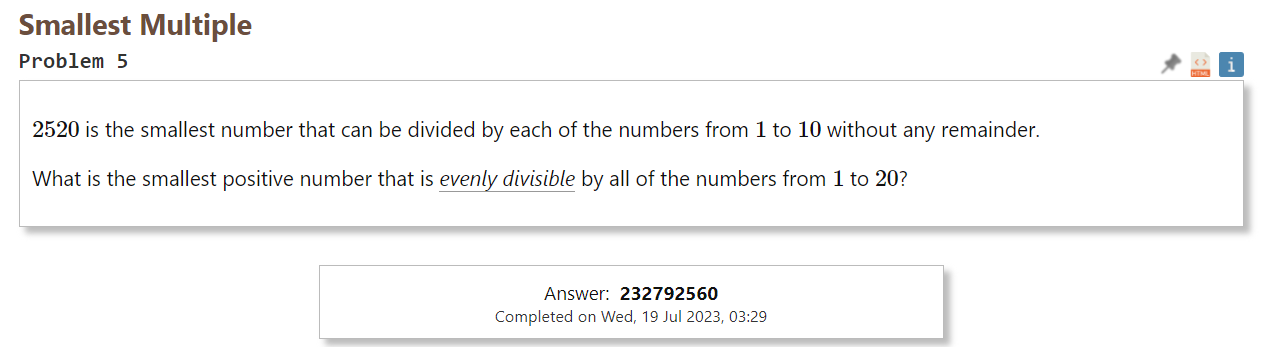 Smallest Multiple
Problem 5
HTML
i
2520 is the smallest number that can be divided by each of the numbers from 1 to 10 without any remainder.
What is the smallest positive number that is evenly divisible by all of the numbers from 1 to 20?
Answer: 232792560
Completed on Wed, 19 Jul 2023, 03:29